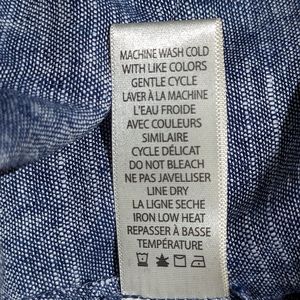 MACHINE WASH COLD
WITH LIKE COLORS
GENTLE CYCLE
LAVER À LA MACHINE
L'EAU FROIDE
AVEC COULEURS
SIMILAIRE
CYCLE DÉLICAT
DO NOT BLEACH
NE PAS JAVELLISER
LINE DRY
LA LIGNE SECHE
IRON LOW HEAT
REPASSER À BASSE
TEMPÉRATURE